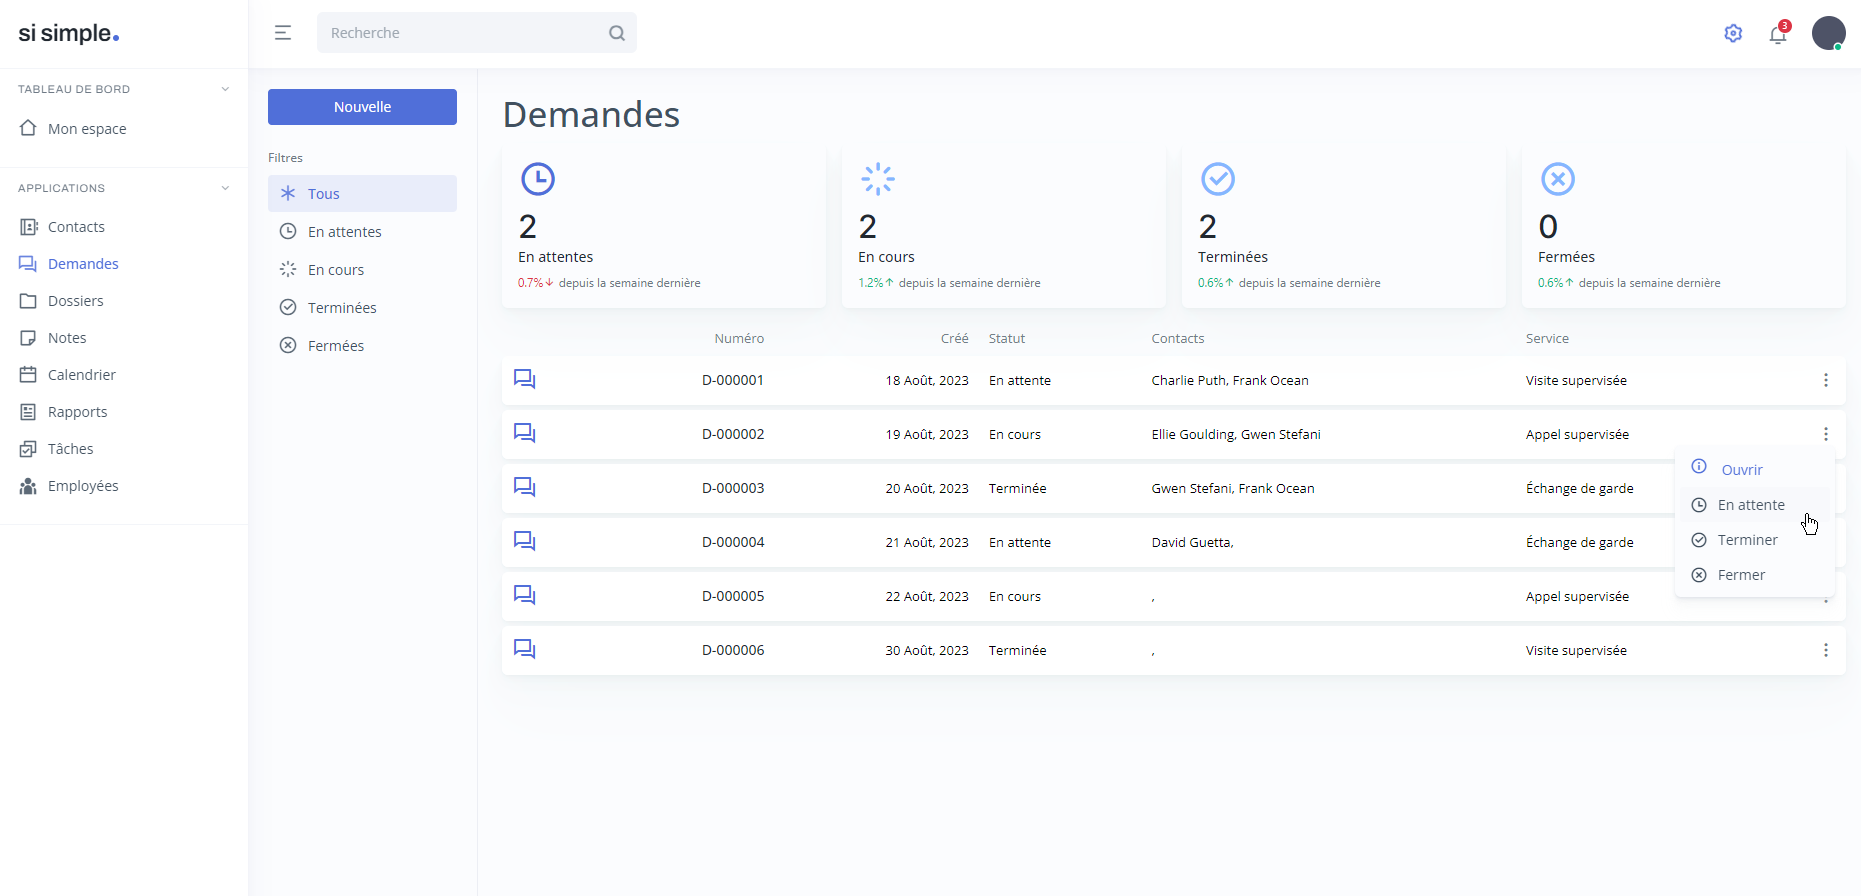 si simple.
Recherche
3
TABLEAU DE BORD
Mon espace
APPLICATIONS
Contacts
Demandes
Dossiers
Notes
Calendrier
Rapports
Tâches
Employées
Nouvelle
Filtres
Tous
En attentes
En cours
Terminées
Fermées
Demandes
2
En attentes
0.7%↓ depuis la semaine dernière
2
En cours
1.2%↑ depuis la semaine dernière
2
Terminées
0.6%↑ depuis la semaine dernière
0
Fermées
0.6%↑ depuis la semaine dernière
Numéro Créé Statut Contacts Service
D-000001 18 Août, 2023 En attente Charlie Puth, Frank Ocean Visite supervisée
D-000002 19 Août, 2023 En cours Ellie Goulding, Gwen Stefani Appel supervisée
D-000003 20 Août, 2023 Terminée Gwen Stefani, Frank Ocean Échange de garde
D-000004 21 Août, 2023 En attente David Guetta, Échange de garde
D-000005 22 Août, 2023 En cours , Appel supervisée
D-000006 30 Août, 2023 Terminée , Visite supervisée
Ouvrir
En attente
Terminer
Fermer